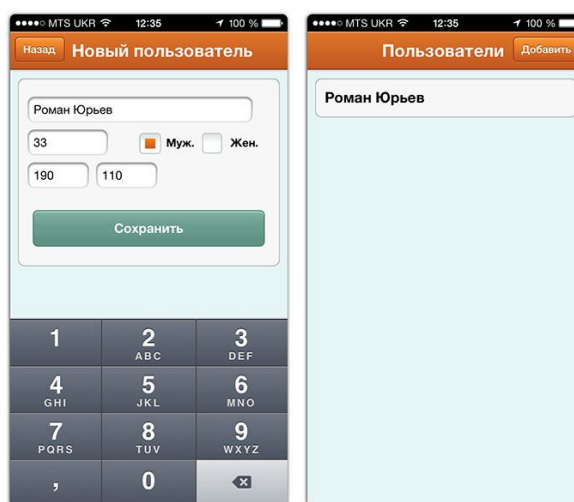 MTS UKR 12:35 100 %
Назад Новый пользователь
Роман Юрьев
33 Муж. Жен.
190 110
Сохранить
1 2 3
ABC DEF
4 5 6
GHI JKL MNO
7 8 9
PQRS TUV WXYZ
, 0
MTS UKR 12:35 100 %
Пользователи Добавить
Роман Юрьев